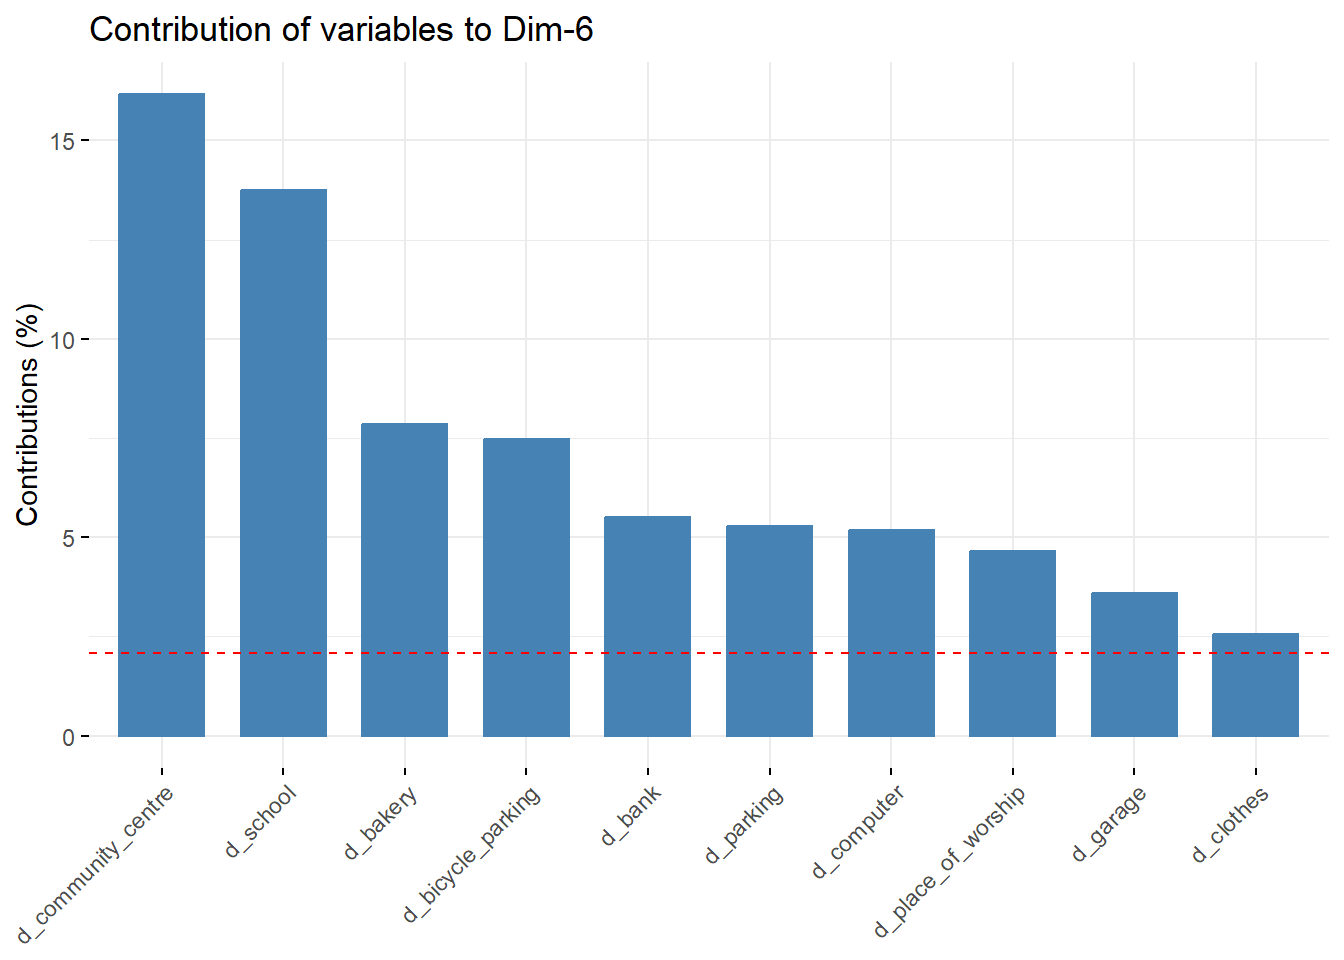 Contribution of variables to Dim-6
Contributions (%)
15
10
5
0
d_community_centre
d_school
d_bakery
d_bicycle_parking
d_bank
d_parking
d_computer
d_place_of_worship
d_garage
d_clothes